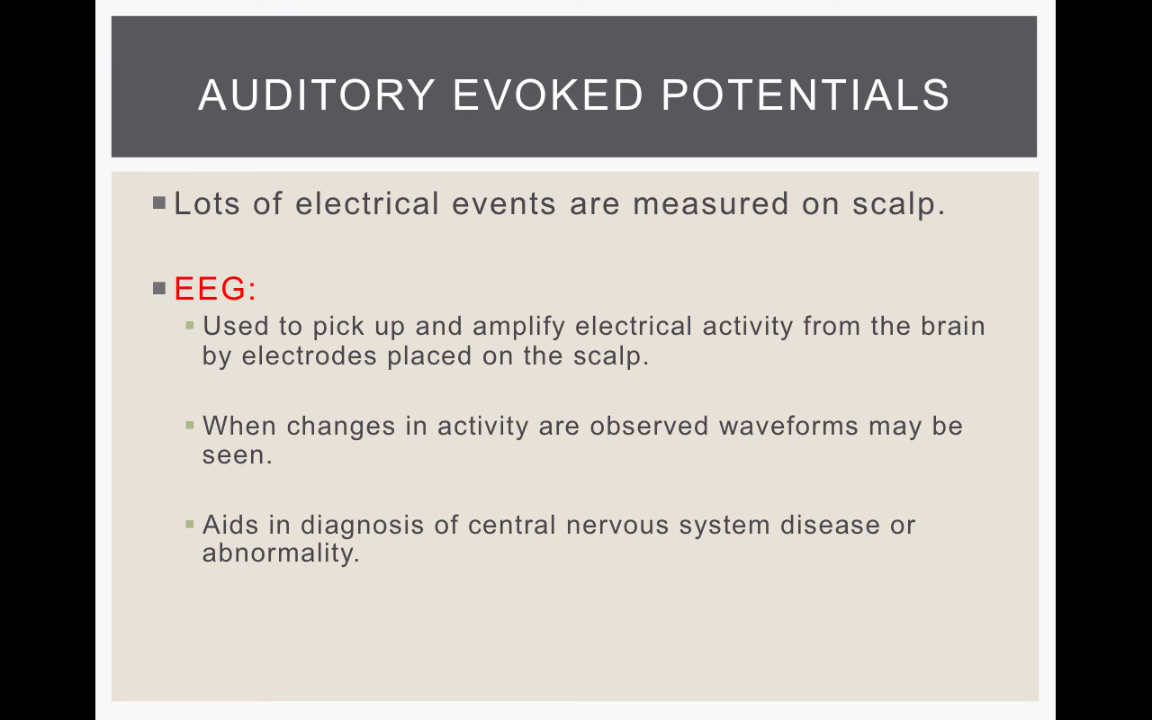 AUDITORY EVOKED POTENTIALS
Lots of electrical events are measured on scalp.
EEG:
Used to pick up and amplify electrical activity from the brain
by electrodes placed on the scalp.
When changes in activity are observed waveforms may be
seen.
Aids in diagnosis of central nervous system disease or
abnormality.